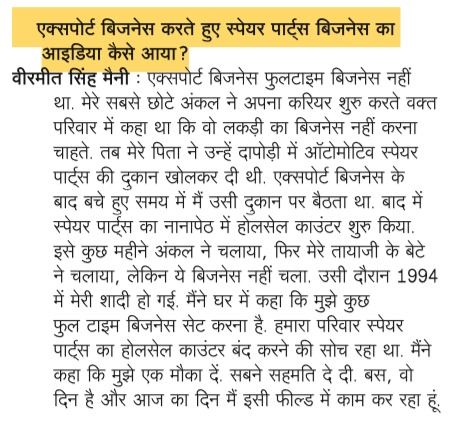 एक्सपोर्ट बिजनेस करते हुए स्पेयर पार्ट्स बिजनेस का
आइडिया कैसे आया?
वीरमीत सिंह मैनी : एक्सपोर्ट बिजनेस फुलटाइम बिजनेस नहीं
था. मेरे सबसे छोटे अंकल ने अपना करियर शुरु करते वक्त
परिवार में कहा था कि वो लकड़ी का बिजनेस नहीं करना
चाहते. तब मेरे पिता ने उन्हें दापोड़ी में ऑटोमोटिव स्पेयर
पार्ट्स की दुकान खोलकर दी थी. एक्सपोर्ट बिजनेस के
बाद बचे हुए समय में मैं उसी दुकान पर बैठता था. बाद में
स्पेयर पार्ट्स का नानापेठ में होलसेल काउंटर शुरु किया.
इसे कुछ महीने अंकल ने चलाया, फिर मेरे तायाजी के बेटे
ने चलाया, लेकिन ये बिजनेस नहीं चला. उसी दौरान 1994
में मेरी शादी हो गई. मैंने घर में कहा कि मुझे कुछ
फुल टाइम बिजनेस सेट करना है. हमारा परिवार स्पेयर
पार्ट्स का होलसेल काउंटर बंद करने की सोच रहा था. मैंने
कहा कि मुझे एक मौका दें. सबने सहमति दे दी. बस, वो
दिन है और आज का दिन मैं इसी फील्ड में काम कर रहा हूं.